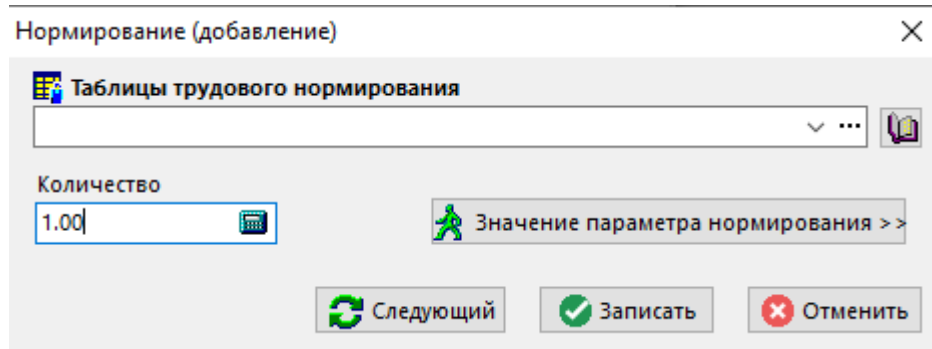 Нормирование (добавление)
Таблицы трудового нормирования
Количество
1.00
Значение параметра нормирования >>
Следующий
Записать
Отменить